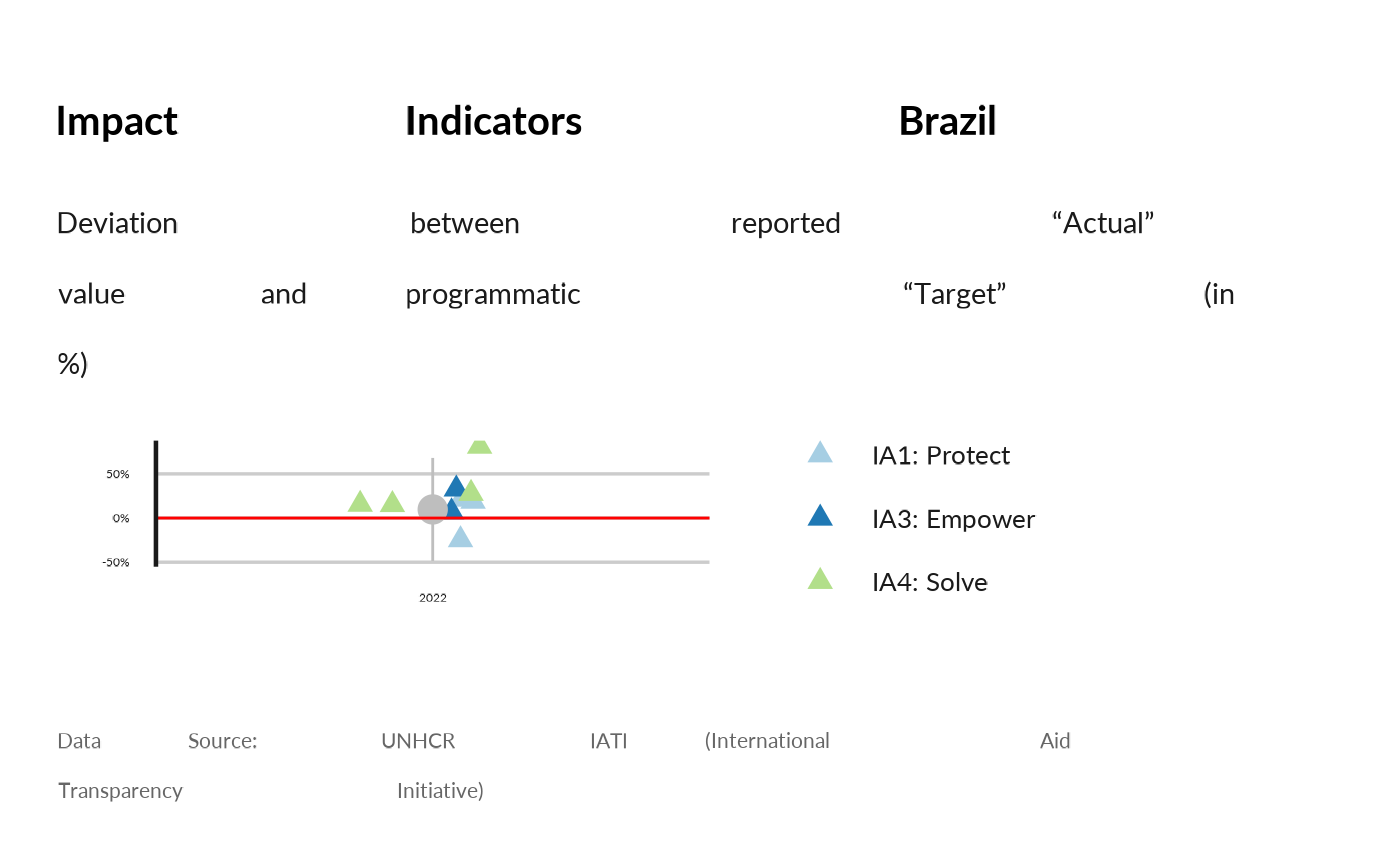 Impact Indicators Brazil
Deviation between reported “Actual”
value and programmatic “Target” (in
%)
50%
0%
-50%
2022
IA1: Protect
IA3: Empower
IA4: Solve
Data Source: UNHCR IATI (International Aid
Transparency Initiative)